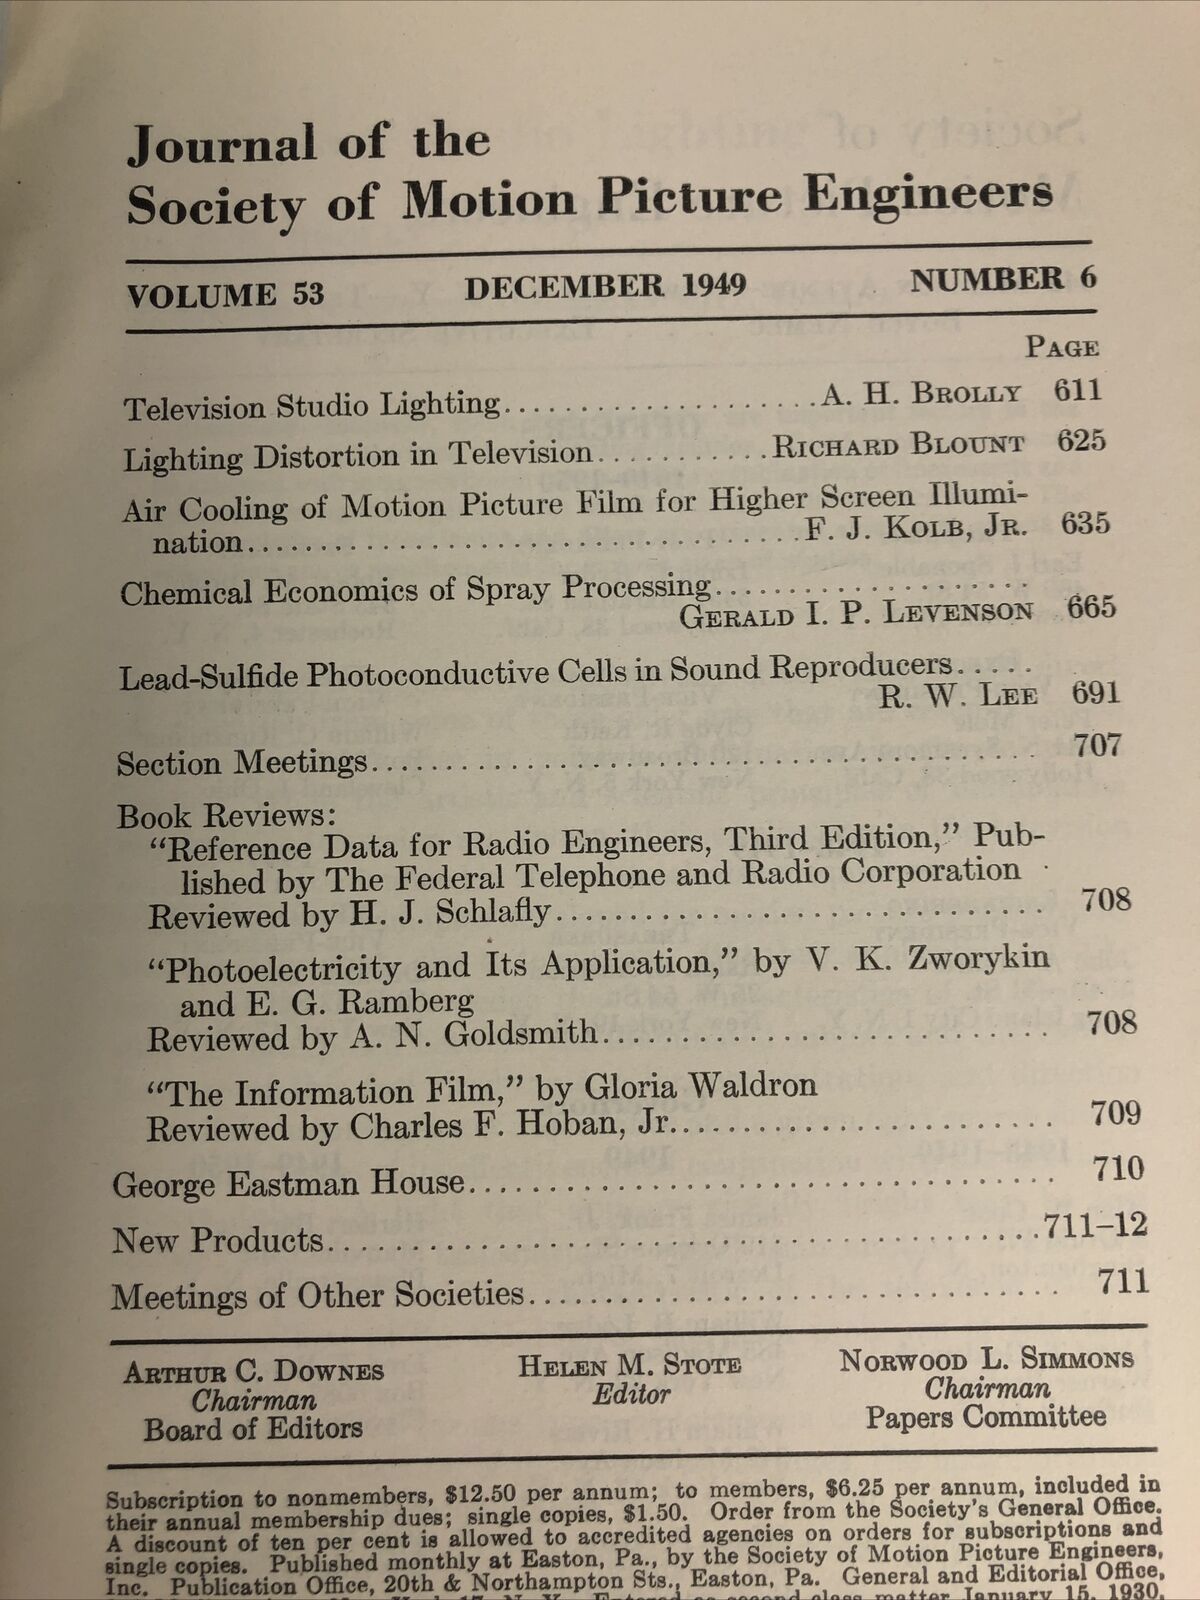 Journal of the
Society of Motion Picture Engineers
VOLUME 53 DECEMBER 1949 NUMBER 6
PAGE
Television Studio Lighting....................A. H. BROLLY 611
Lighting Distortion in Television...........RICHARD BLOUNT 625
Air Cooling of Motion Picture Film for Higher Screen Illumi-
nation.................................F. J. KOLB, JR. 635
Chemical Economics of Spray Processing..................
GERALD I. P. LEVENSON 665
Lead-Sulfide Photoconductive Cells in Sound Reproducers.....
R. W. LEE 691
Section Meetings........................................... 707
Book Reviews:
“Reference Data for Radio Engineers, Third Edition,” Pub-
lished by The Federal Telephone and Radio Corporation
Reviewed by H. J. Schlafly............................... 708
“Photoelectricity and Its Application,” by V. K. Zworykin
and E. G. Ramberg
Reviewed by A. N. Goldsmith............................ 708
“The Information Film,” by Gloria Waldron
Reviewed by Charles F. Hoban, Jr........................ 709
George Eastman House..................................... 710
New Products............................................711–12
Meetings of Other Societies.................................. 711
ARTHUR C. DOWNES HELEN M. STOTE NORWOOD L. SIMMONS
Chairman Editor Chairman
Board of Editors Papers Committee
Subscription to nonmembers, $12.50 per annum; to members, $6.25 per annum, included in
their annual membership dues; single copies, $1.50. Order from the Society's General Office.
A discount of ten per cent is allowed to accredited agencies on orders for subscriptions and
single copies. Published monthly at Easton, Pa., by the Society of Motion Picture Engineers,
Inc. Publication Office, 20th & Northampton Sts., Easton, Pa. General and Editorial Office,
17, N. Y. Entered as second-class matter January 15, 1930,